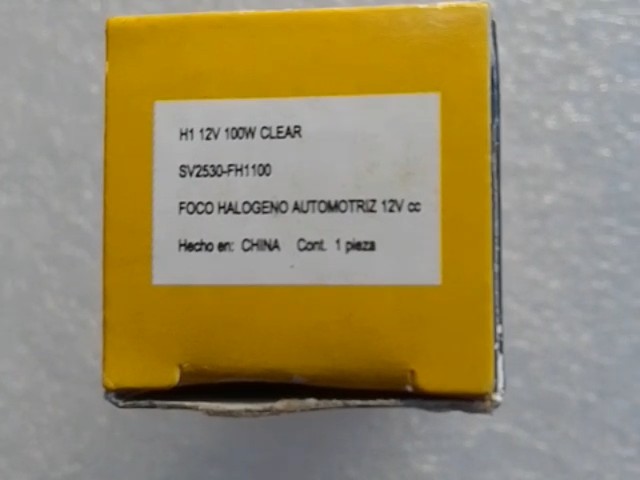 H1 12V 100W CLEAR
SV2530-FH1100
FOCO HALOGENO AUTOMOTRIZ 12V cc
Hecho en: CHINA Cont. 1 pieza